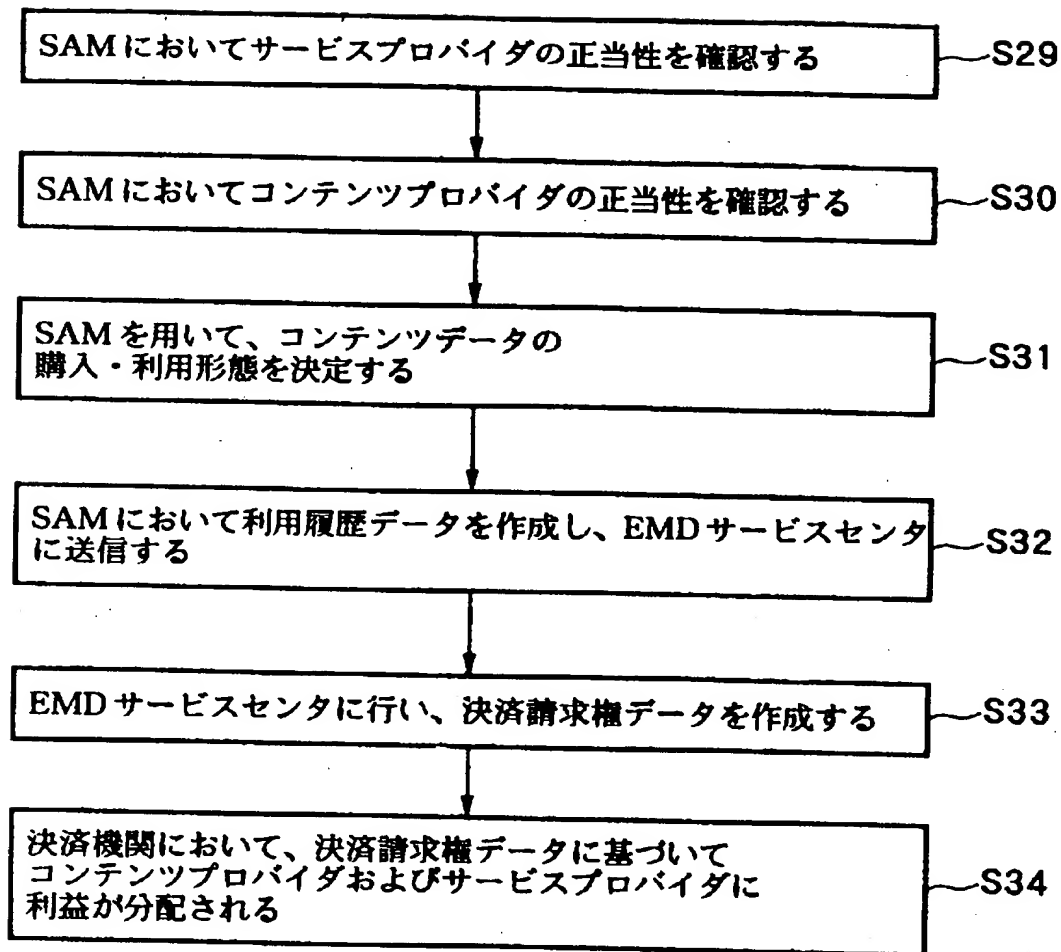 SAMにおいてサービスプロバイダの正当性を確認する
S29
SAMにおいてコンテンツプロバイダの正当性を確認する
S30
SAMを用いて、コンテンツデータの
購入・利用形態を決定する
S31
SAMにおいて利用履歴データを作成し、EMDサービスセンタ
に送信する
S32
EMDサービスセンタに行い、決済請求権データを作成する
S33
決済機関において、決済請求権データに基づいて
コンテンツプロバイダおよびサービスプロバイダに
利益が分配される
S34